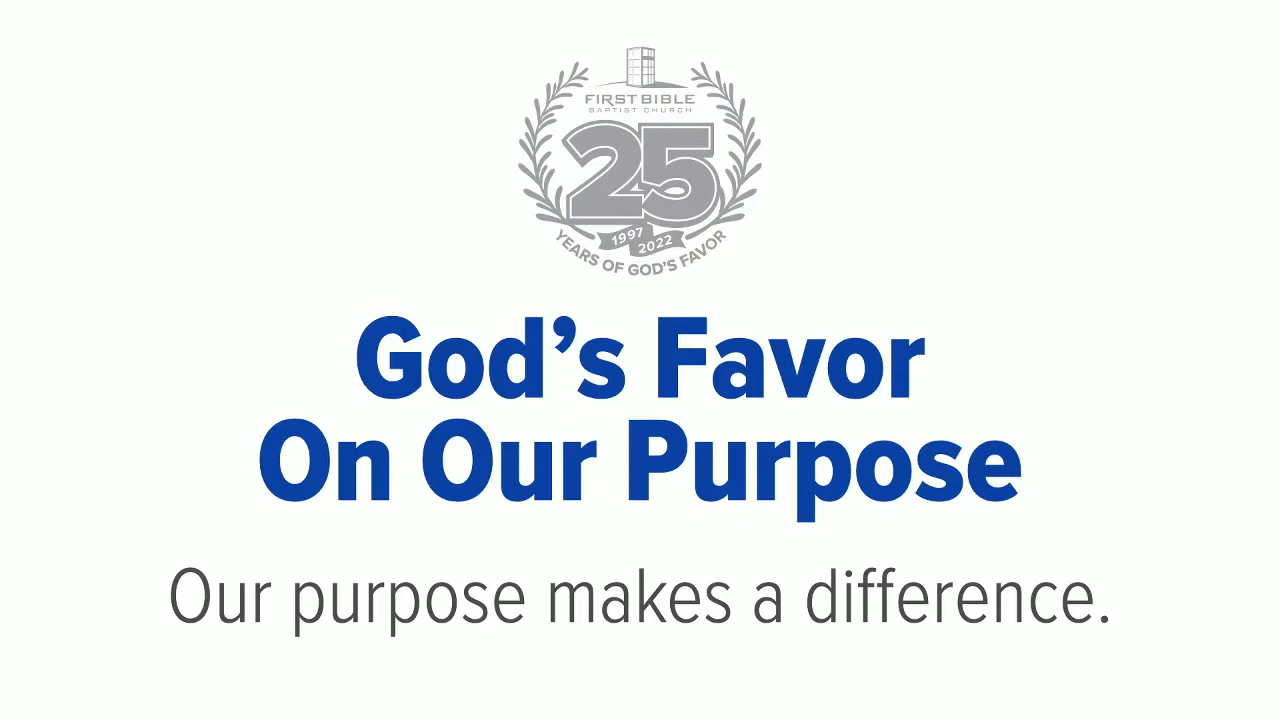 FIRST BIBLE
BAPTIST CHURCH
25
1997
2022
YEARS OF GOD'S FAVOR
God’s Favor
On Our Purpose
Our purpose makes a difference.